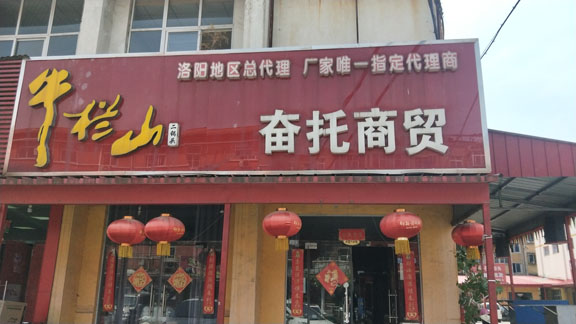 洛阳地区总代理 厂家唯一指定代理商
牛栏山
二锅头
奋托商贸
福